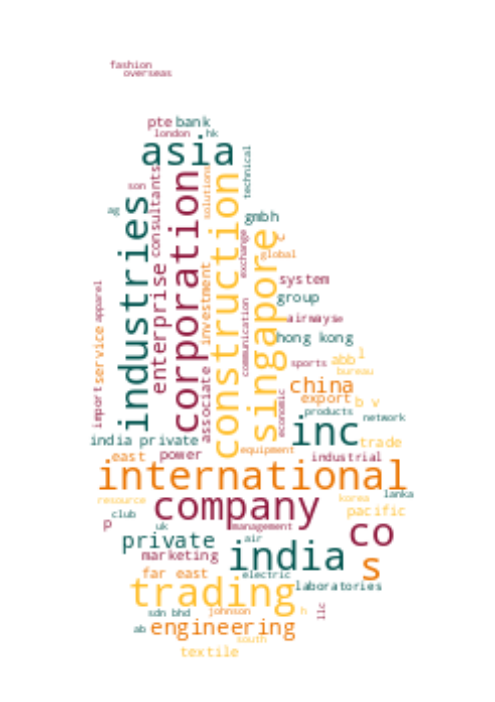 fashion
overseas
pte bank
london hk
asia
technical
son
consultants
corporation
solutions
construction
industries
ag
gmbh
singapore
enterprise
investment
exchange
global
system
group
apparel
airwayse
service
import
communication
hong kong
associate
sports
abb
l
bureau
economic
china
export
b v
products
network
inc
india private
trade
east
power
equipment
industrial
international
resource
company
korea
lanka
club
pacific
p
uk
management
co
private
air
marketing
india
s
far east
electric
trading
laboratories
sdn bhd
johnson
h
llc
ab
engineering
south
textile